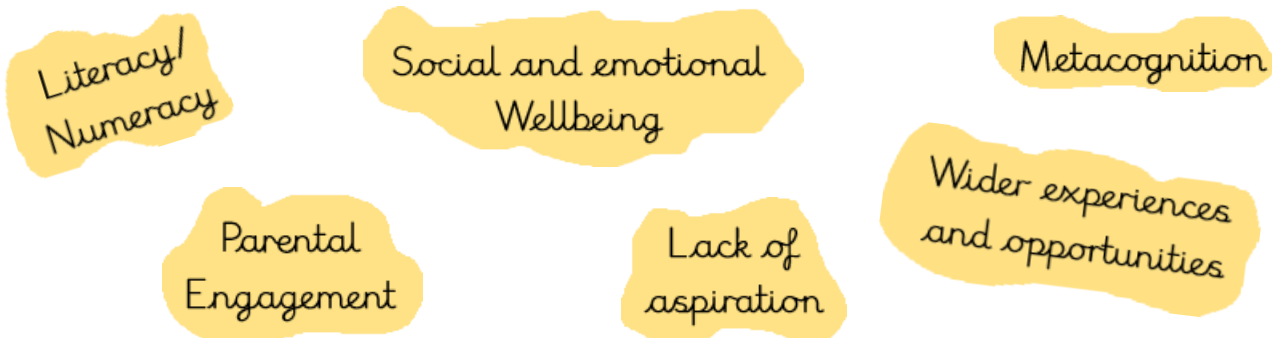 Literacy/
Numeracy
Social and emotional
Wellbeing
Metacognition
Wider experiences
and opportunities
Parental
Engagement
Lack of
aspiration